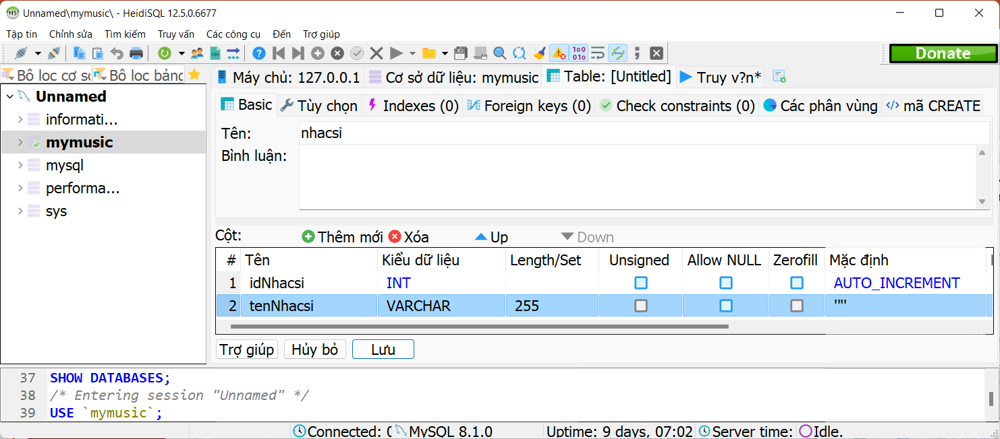 Unnamed\mymusic\ - HeidiSQL 12.5.0.6677
Tập tin Chỉnh sửa Tìm kiếm Truy vấn Các công cụ Đến Trợ giúp
Donate
Bộ lọc cơ Bộ lọc bảng
Máy chủ: 127.0.0.1 Cơ sở dữ liệu: mymusic Table: [Untitled] Truy v?n*
Unnamed
informati...
mymusic
mysql
performa...
sys
Basic Tùy chọn Indexes (0) Foreign keys (0) Check constraints (0) Các phân vùng mã CREATE
Tên: nhacsi
Bình luận:
Cột: Thêm mới Xóa Up Down
# Tên Kiểu dữ liệu Length/Set Unsigned Allow NULL Zerofill Mặc định
1 idNhacsi INT AUTO_INCREMENT
2 tenNhacsi VARCHAR 255 ""
Trợ giúp Hủy bỏ Lưu
37 SHOW DATABASES;
38 /* Entering session "Unnamed" */
39 USE `mymusic`;
Connected: MySQL 8.1.0 Uptime: 9 days, 07:02 Server time: Idle.